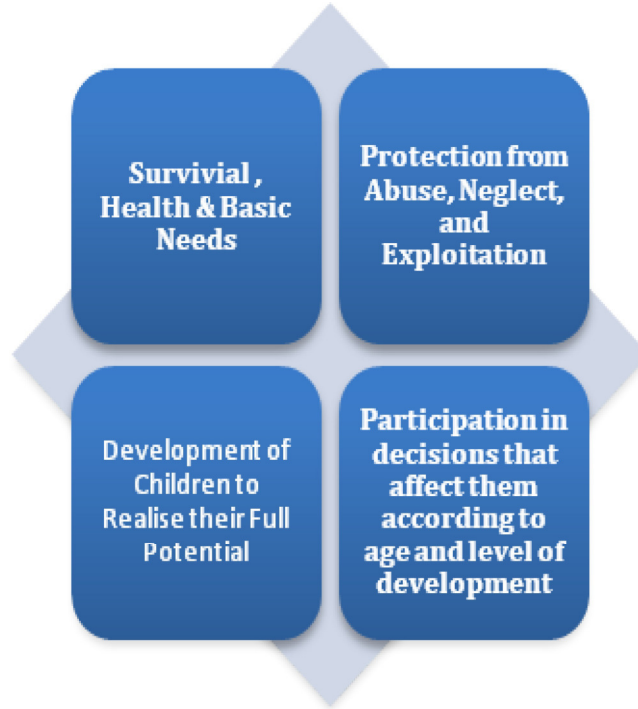 Survivial ,
Health & Basic
Needs
Protection from
Abuse, Neglect,
and
Exploitation
Development of
Children to
Realise their Full
Potential
Participation in
decisions that
affect them
according to
age and level of
development